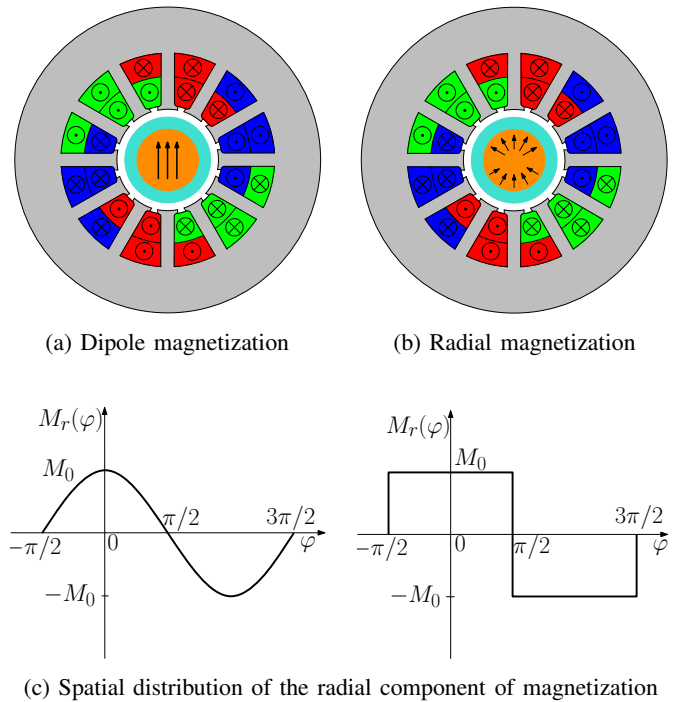 (a) Dipole magnetization
(b) Radial magnetization
M_r(φ)
M_0
π/2
3π/2
−π/2
0
φ
−M_0
M_r(φ)
M_0
3π/2
−π/2
0
π/2
φ
−M_0
(c) Spatial distribution of the radial component of magnetization